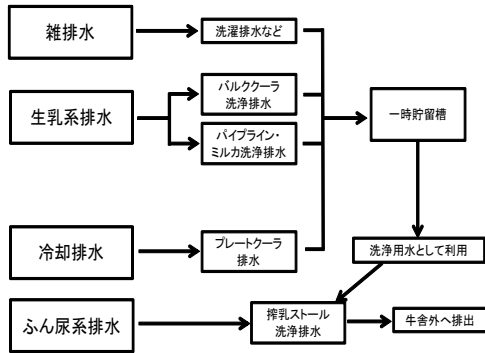 雑排水
洗濯排水など
生乳系排水
バルククーラ
洗浄排水
パイプライン・
ミルカ洗浄排水
一時貯留槽
冷却排水
プレートクーラ
排水
洗浄用水として利用
ふん尿系排水
搾乳ストール
洗浄排水
牛舎外へ排出